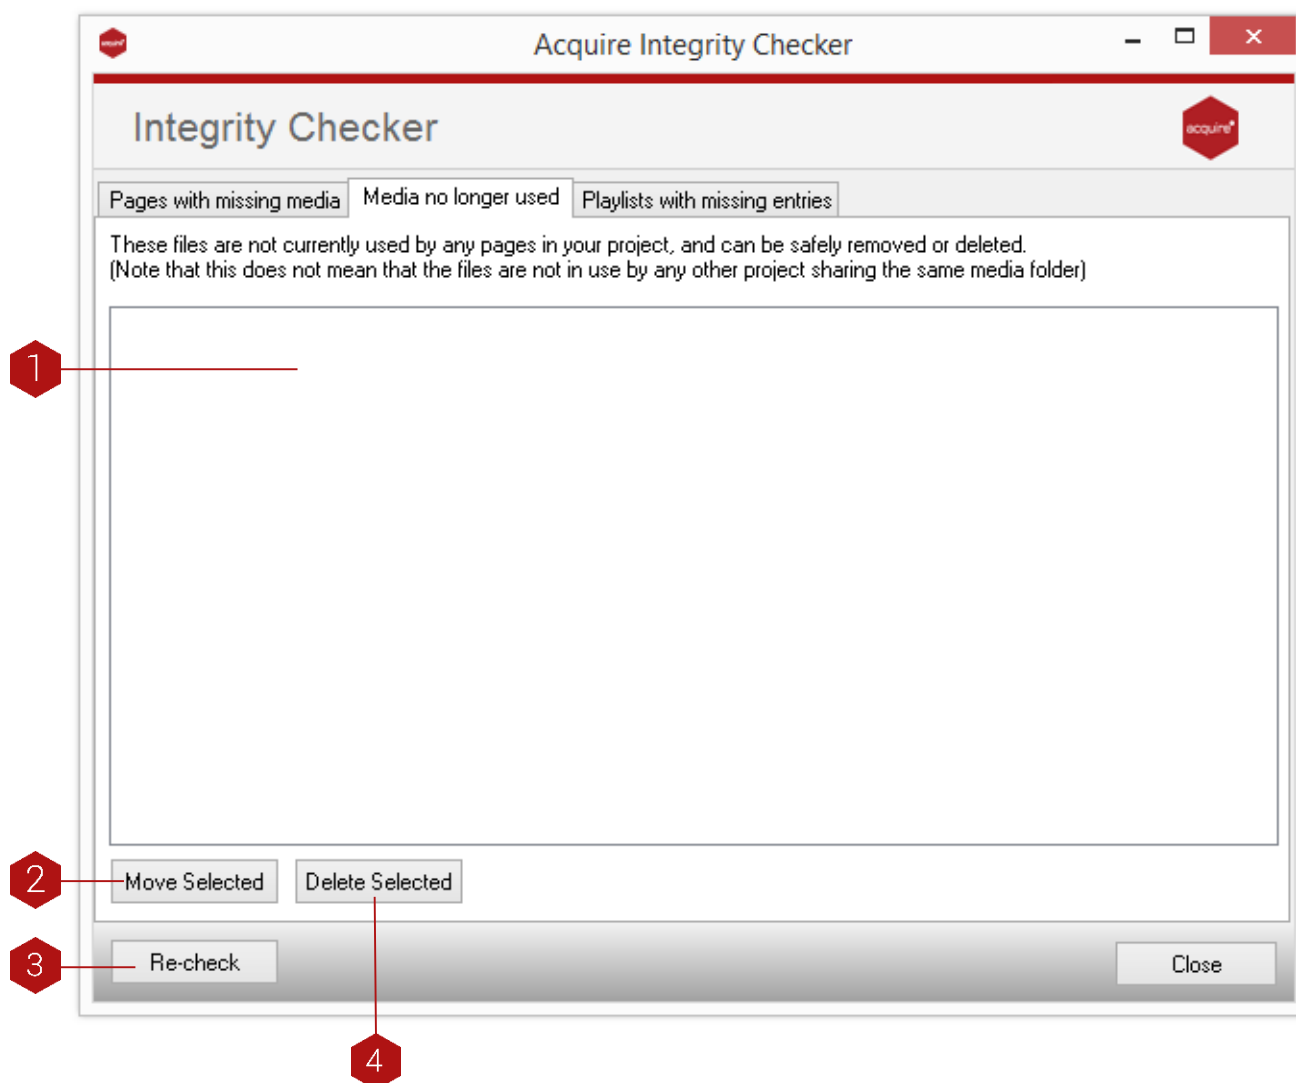 acquire*
Acquire Integrity Checker
Integrity Checker
acquire*
Pages with missing media
Media no longer used
Playlists with missing entries
These files are not currently used by any pages in your project, and can be safely removed or deleted.
(Note that this does not mean that the files are not in use by any other project sharing the same media folder)
1
2
Move Selected
Delete Selected
3
Re-check
Close
4